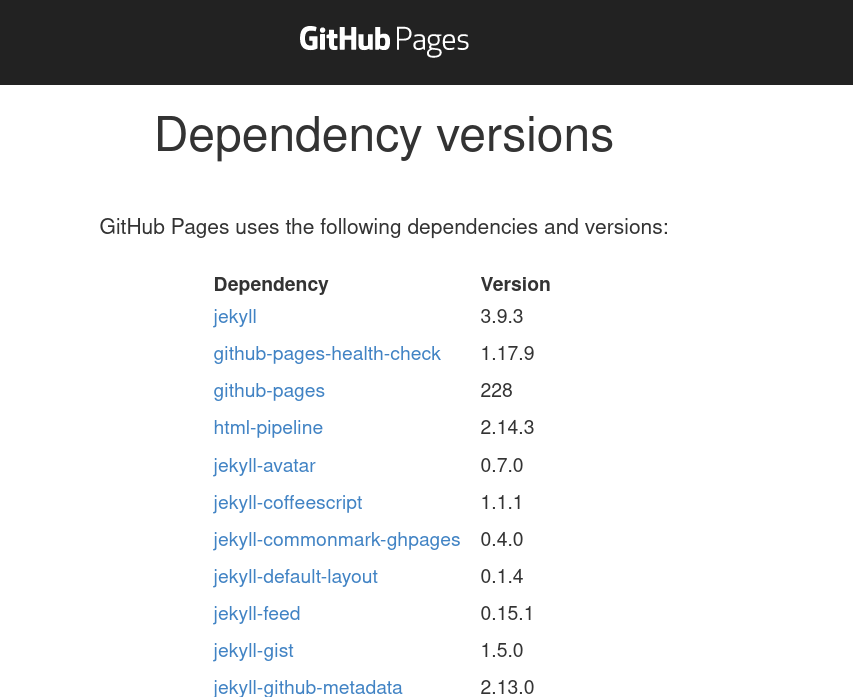 GitHub Pages
Dependency versions
GitHub Pages uses the following dependencies and versions:
Dependency Version
jekyll 3.9.3
github-pages-health-check 1.17.9
github-pages 228
html-pipeline 2.14.3
jekyll-avatar 0.7.0
jekyll-coffeescript 1.1.1
jekyll-commonmark-ghpages 0.4.0
jekyll-default-layout 0.1.4
jekyll-feed 0.15.1
jekyll-gist 1.5.0
jekyll-github-metadata 2.13.0